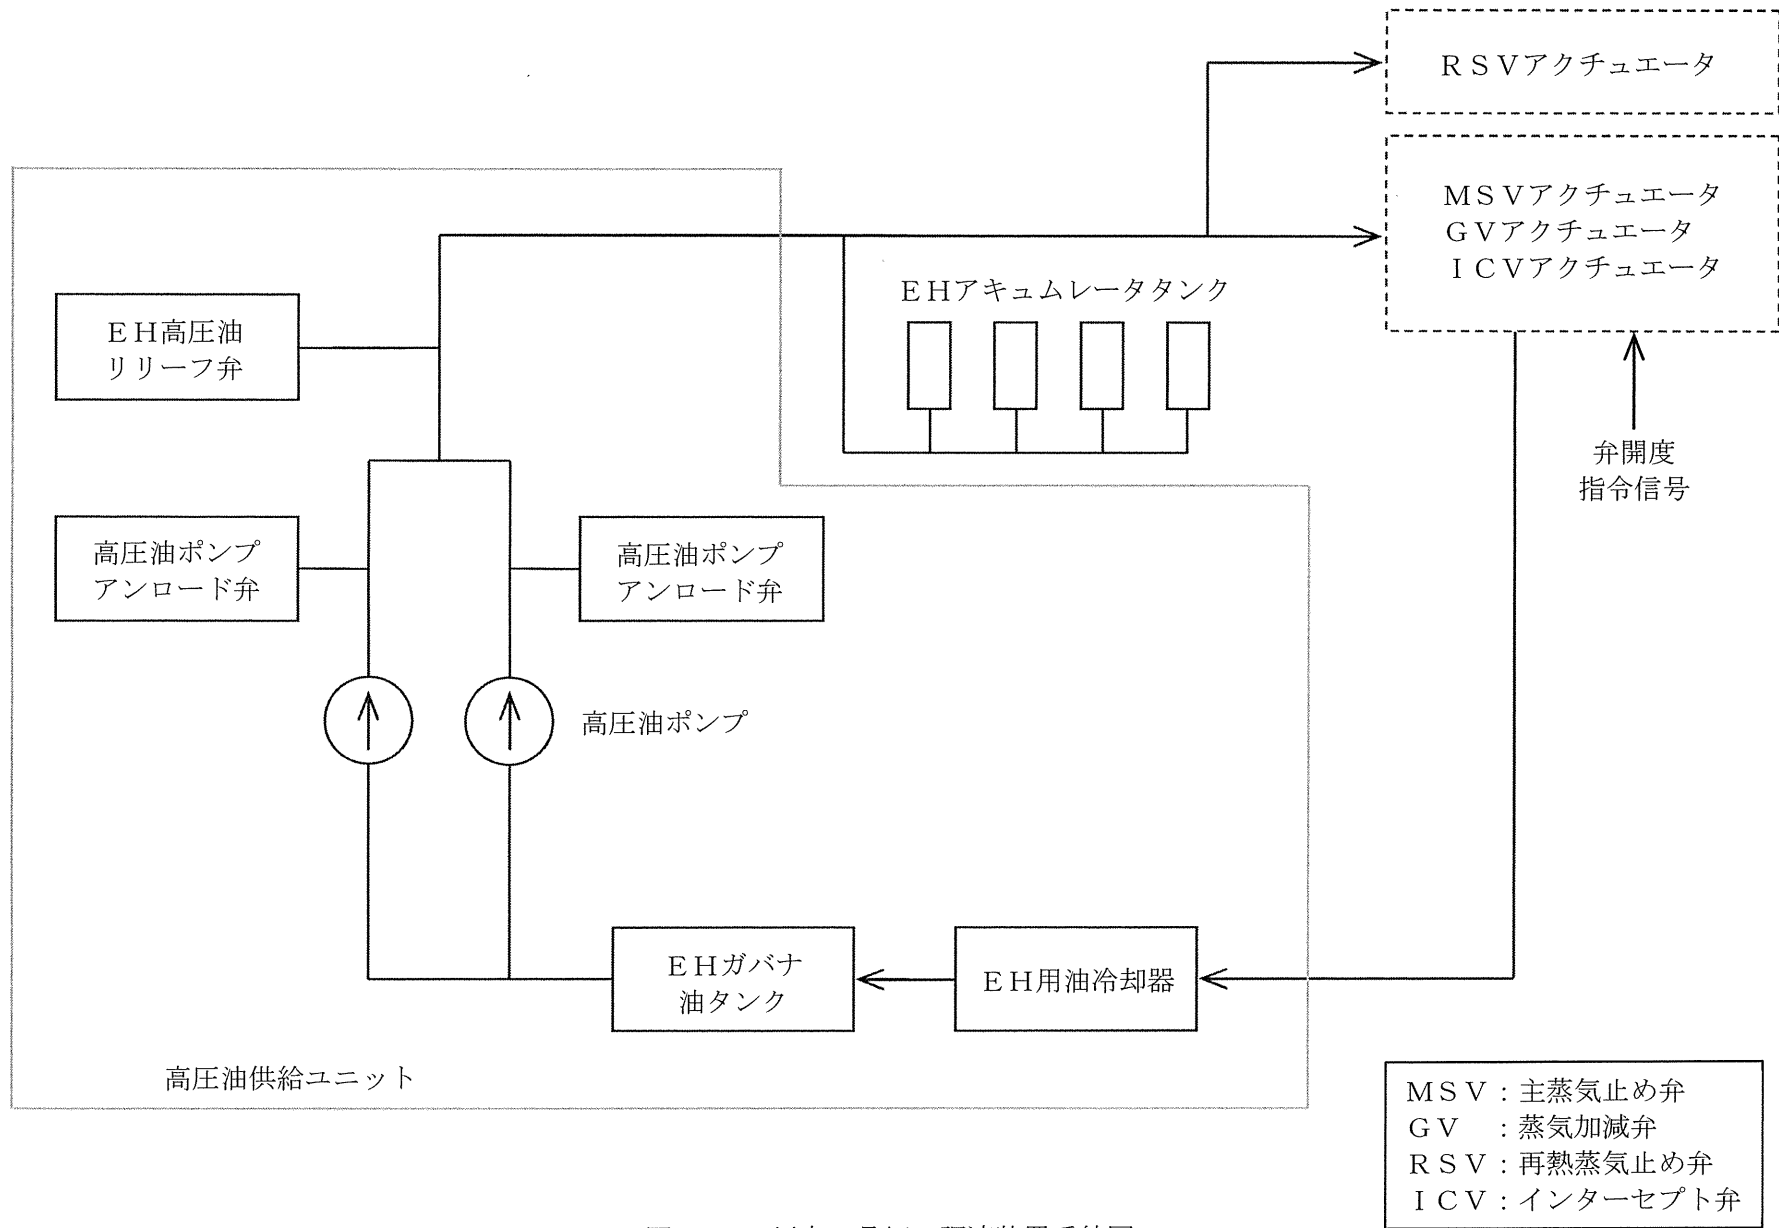 RSVアクチュエータ
MSVアクチュエータ
GVアクチュエータ
ICVアクチュエータ
EHアキュムレータタンク
EH高圧油
リリーフ弁
弁開度
指令信号
高圧油ポンプ
アンロード弁
高圧油ポンプ
アンロード弁
高圧油ポンプ
EHガバナ
油タンク
EH用油冷却器
高圧油供給ユニット
MSV:主蒸気止め弁
GV :蒸気加減弁
RSV:再熱蒸気止め弁
ICV:インターセプト弁